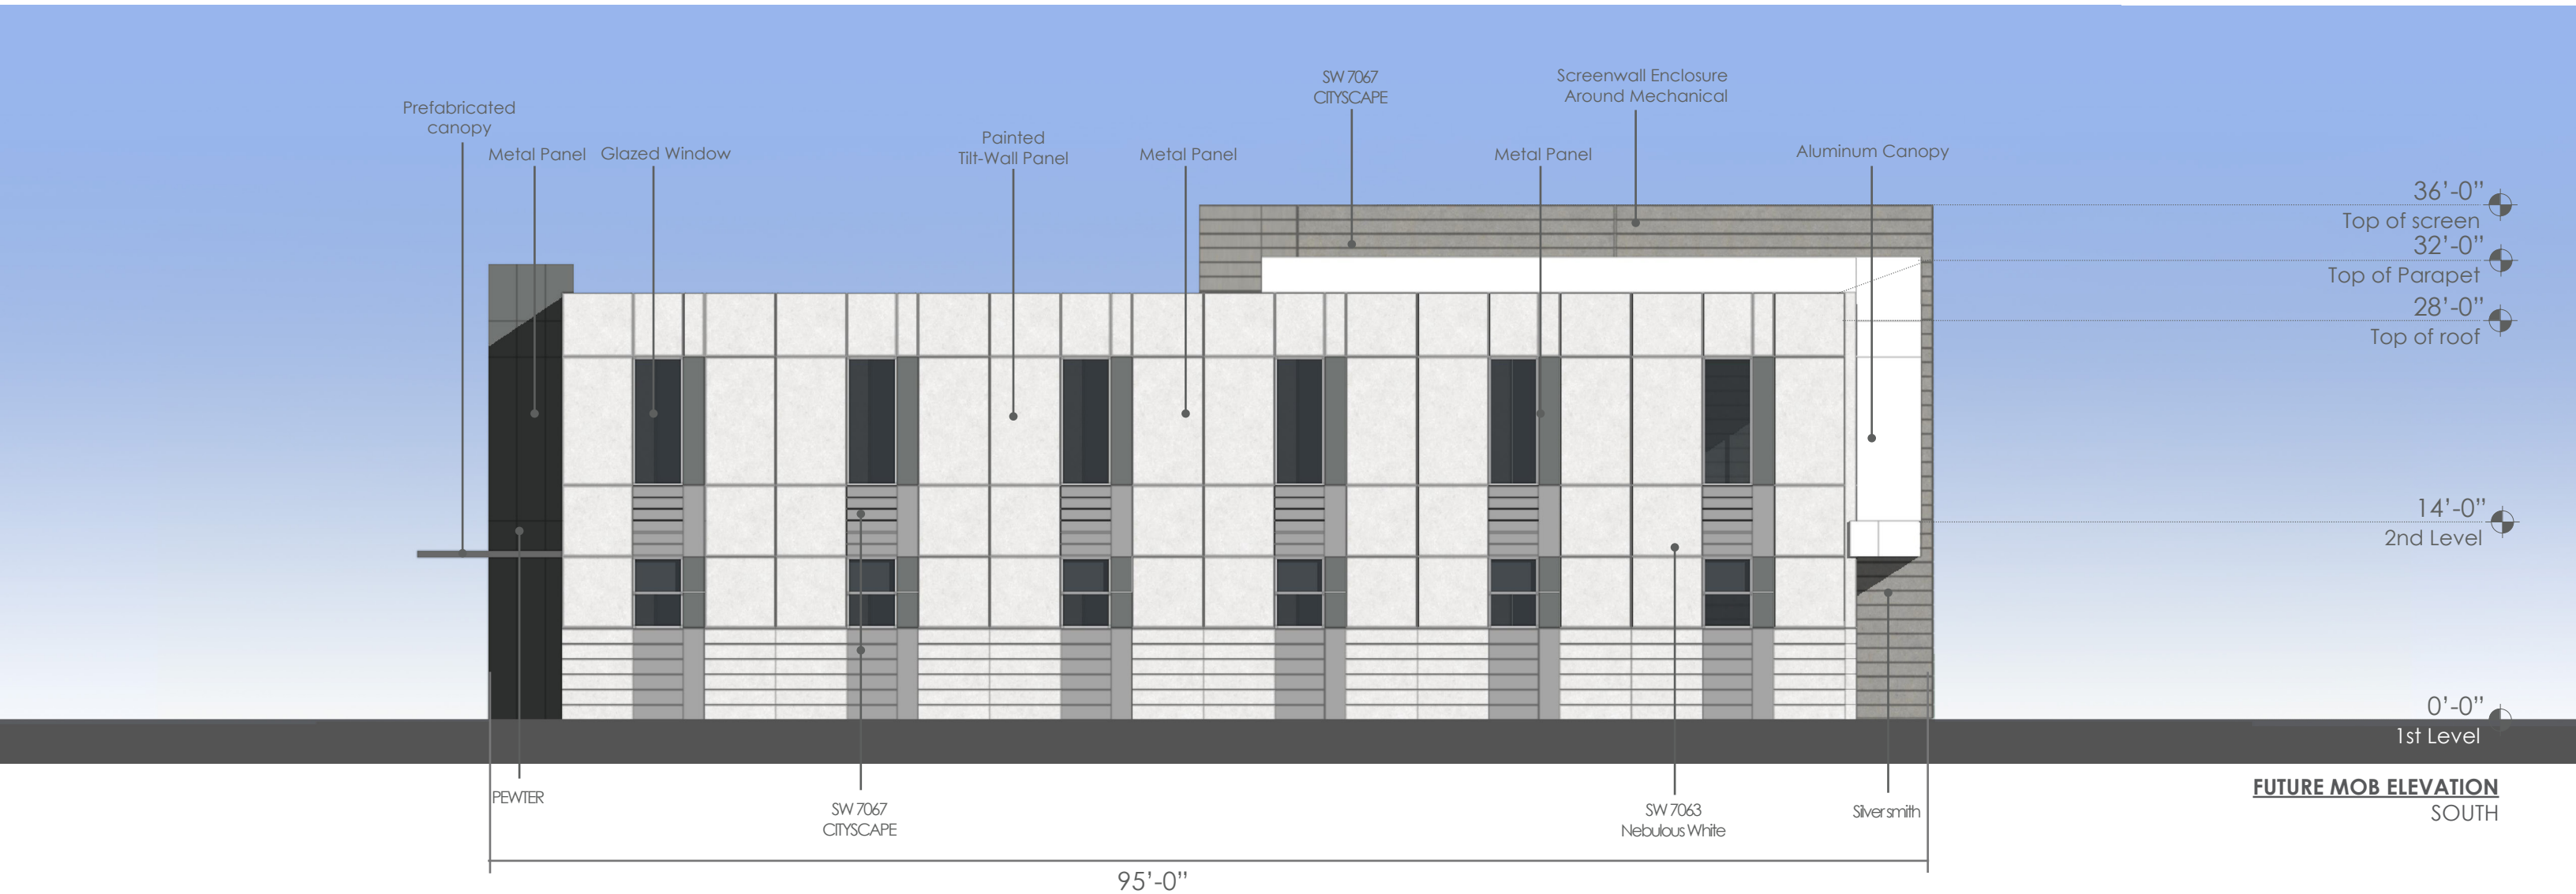 SW 7067
CITYSCAPE
Screenwall Enclosure
Around Mechanical
Prefabricated
canopy
Metal Panel
Glazed Window
Painted
Tilt-Wall Panel
Metal Panel
Metal Panel
Aluminum Canopy
36’-0”
Top of screen
32’-0”
Top of Parapet
28’-0”
Top of roof
14’-0”
2nd Level
0’-0”
1st Level
PEWTER
SW 7067
CITYSCAPE
SW 7063
Nebulous White
Silversmith
FUTURE MOB ELEVATION
SOUTH
95’-0”